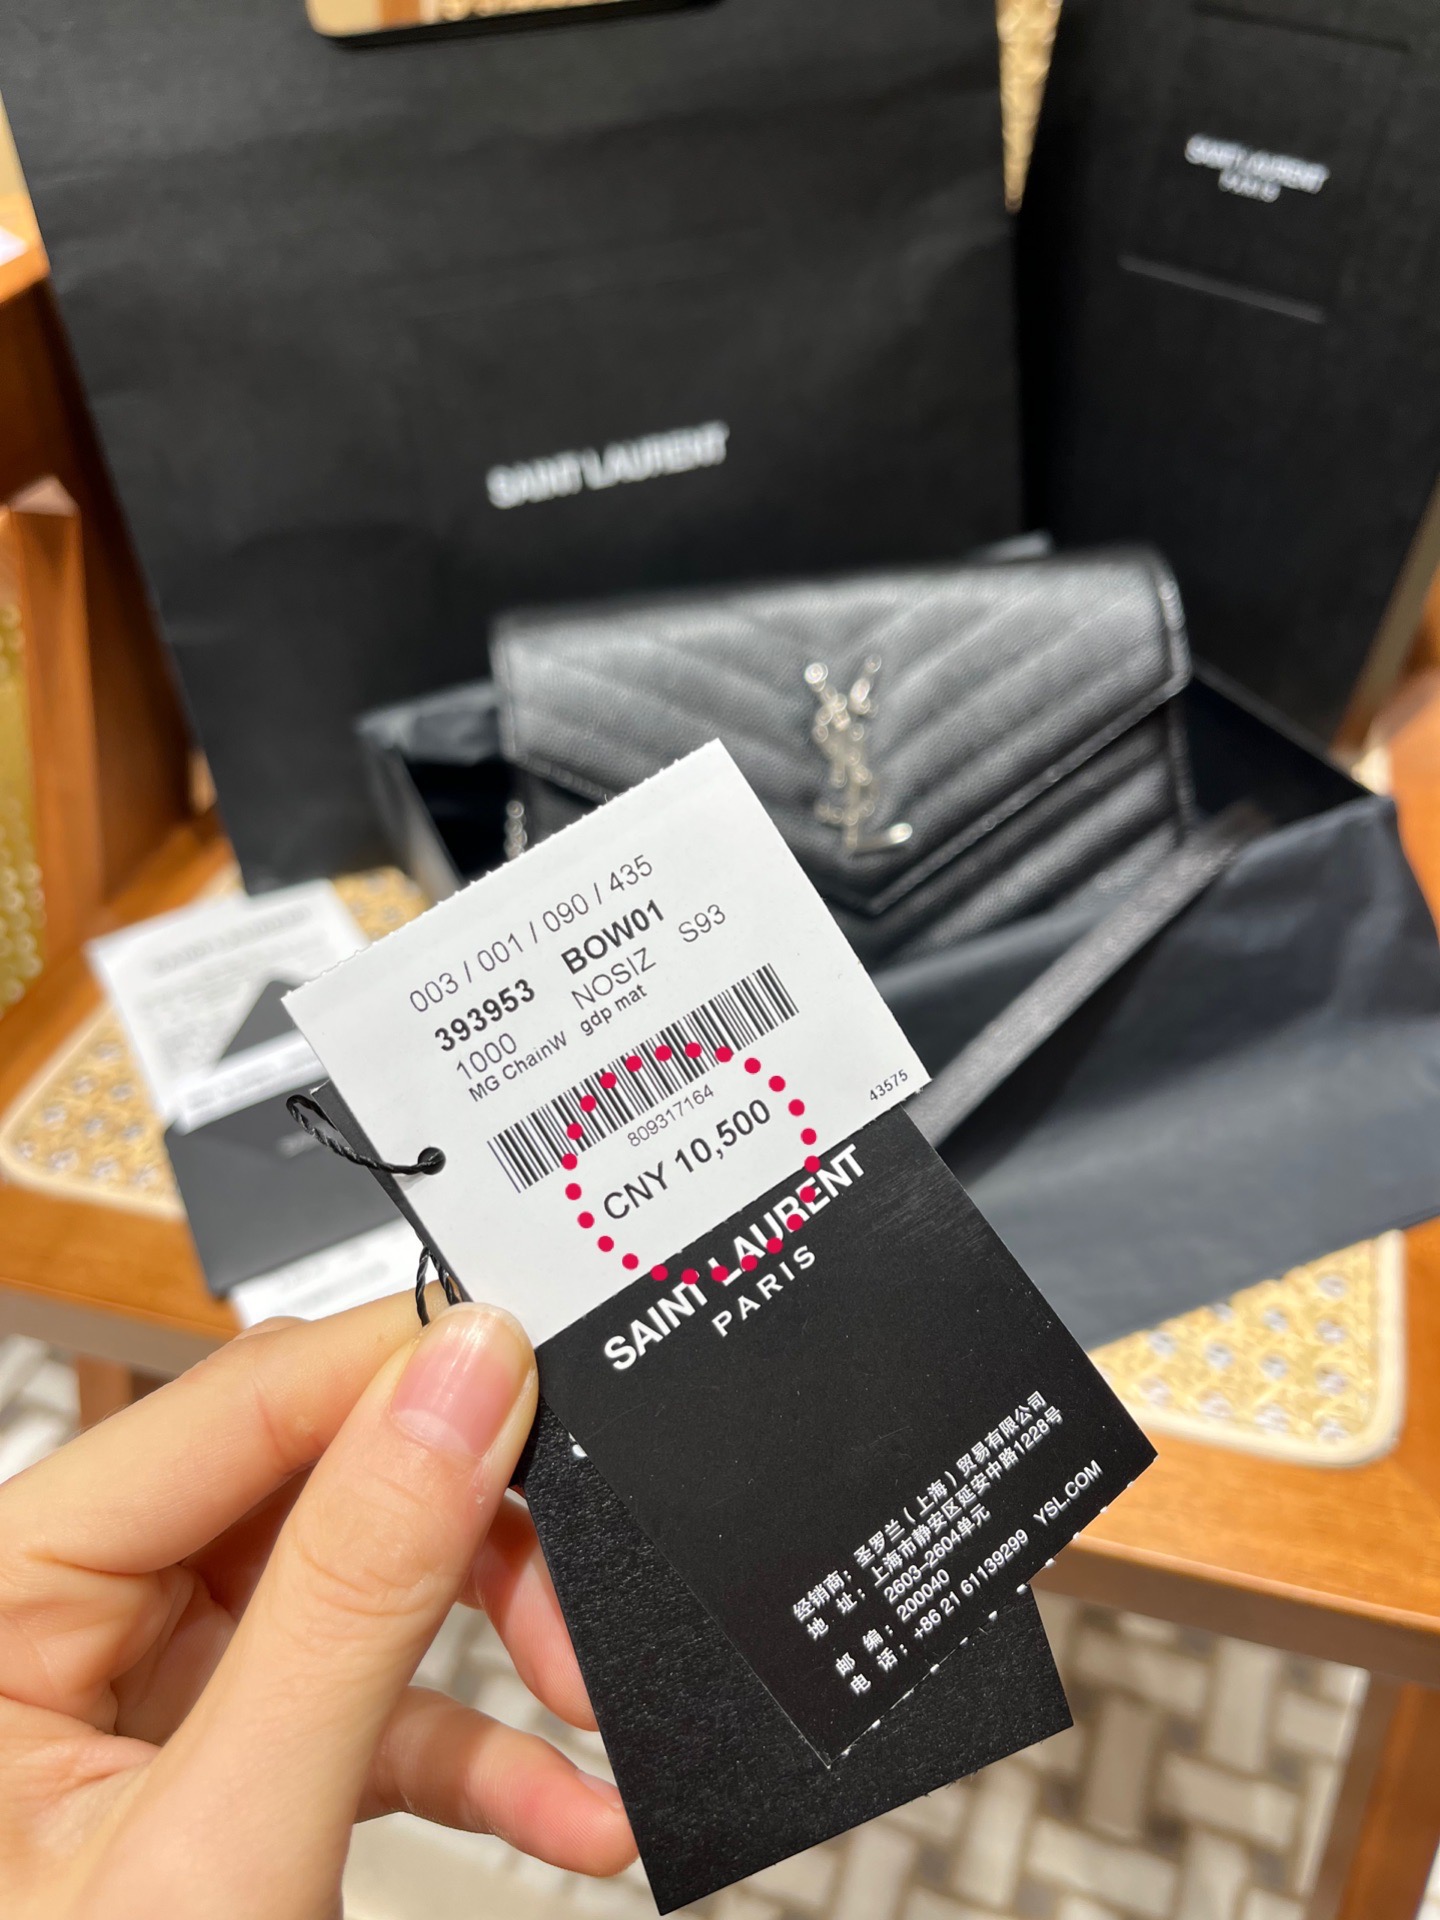 SAINT LAURENT
SAINT LAURENT
003 / 001 / 090 / 435
393953 BOW01
1000 NOSIZ S93
MG ChainW gdp mat
809317164
43575
CNY 10,500
SAINT LAURENT
PARIS
经销商：圣罗兰（上海）贸易有限公司
地 址：上海市静安区延安中路1228号
2603-2604单元
邮 编：200040
电 话：+86 21 61139299 YSL.COM